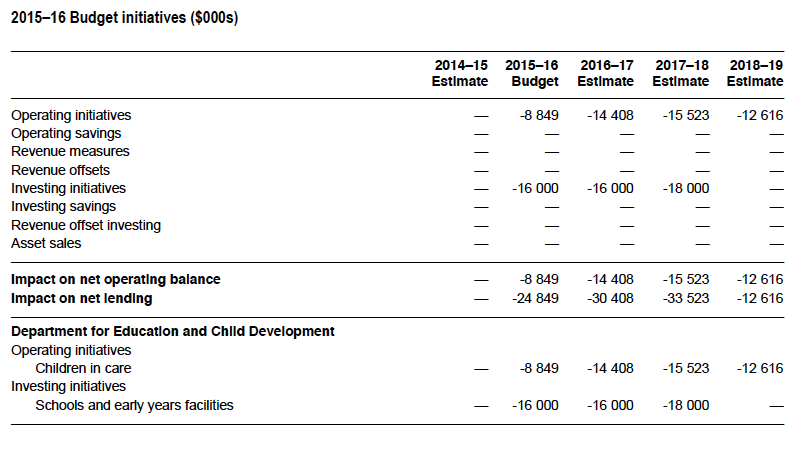 2015–16 Budget initiatives ($000s)
2014–15 2015–16 2016–17 2017–18 2018–19
Estimate Budget Estimate Estimate Estimate
Operating initiatives — -8 849 -14 408 -15 523 -12 616
Operating savings — — — — —
Revenue measures — — — — —
Revenue offsets — — — — —
Investing initiatives — -16 000 -16 000 -18 000 —
Investing savings — — — — —
Revenue offset investing — — — — —
Asset sales — — — — —
Impact on net operating balance — -8 849 -14 408 -15 523 -12 616
Impact on net lending — -24 849 -30 408 -33 523 -12 616
Department for Education and Child Development
Operating initiatives
Children in care — -8 849 -14 408 -15 523 -12 616
Investing initiatives
Schools and early years facilities — -16 000 -16 000 -18 000 —